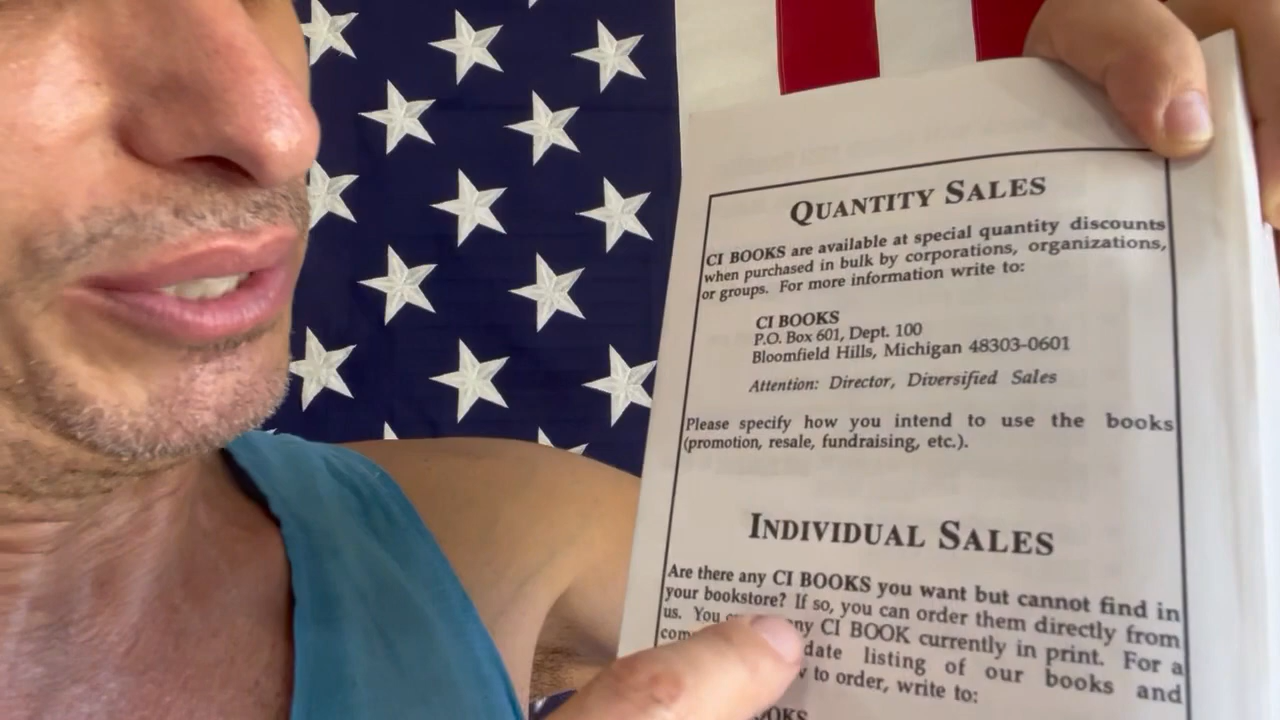 QUANTITY SALES
CI BOOKS are available at special quantity discounts
when purchased in bulk by corporations, organizations,
or groups. For more information write to:
CI BOOKS
P.O. Box 601, Dept. 100
Bloomfield Hills, Michigan 48303-0601
Attention: Director, Diversified Sales
Please specify how you intend to use the books
(promotion, resale, fundraising, etc.).
INDIVIDUAL SALES
Are there any CI BOOKS you want but cannot find in
your bookstore? If so, you can order them directly from
us. You any CI BOOK currently in print. For a
date listing of our books and
to order, write to: